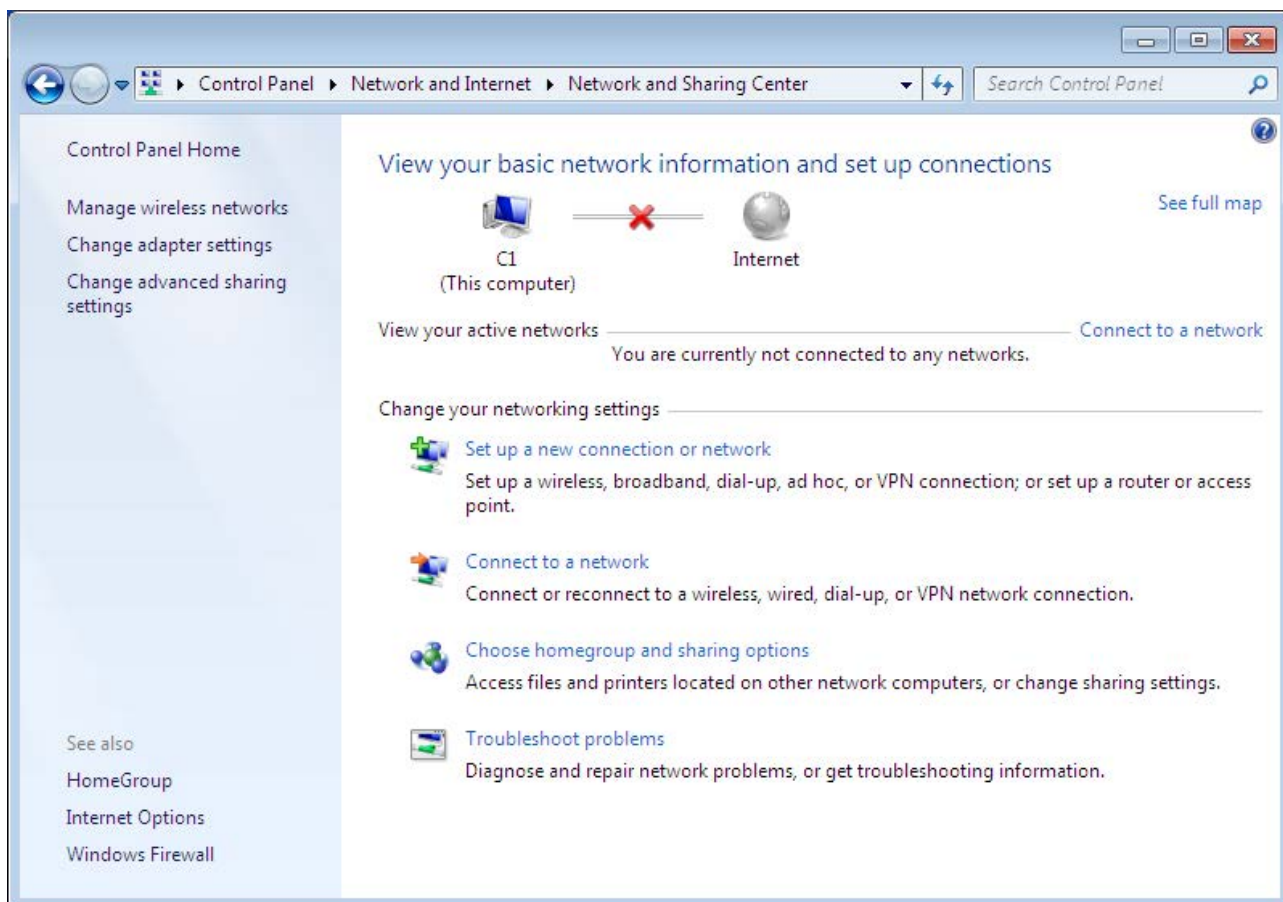 Control Panel ▸ Network and Internet ▸ Network and Sharing Center
Search Control Panel
Control Panel Home
Manage wireless networks
Change adapter settings
Change advanced sharing
settings
See also
HomeGroup
Internet Options
Windows Firewall
View your basic network information and set up connections
See full map
C1
(This computer)
Internet
View your active networks
Connect to a network
You are currently not connected to any networks.
Change your networking settings
Set up a new connection or network
Set up a wireless, broadband, dial-up, ad hoc, or VPN connection; or set up a router or access
point.
Connect to a network
Connect or reconnect to a wireless, wired, dial-up, or VPN network connection.
Choose homegroup and sharing options
Access files and printers located on other network computers, or change sharing settings.
Troubleshoot problems
Diagnose and repair network problems, or get troubleshooting information.